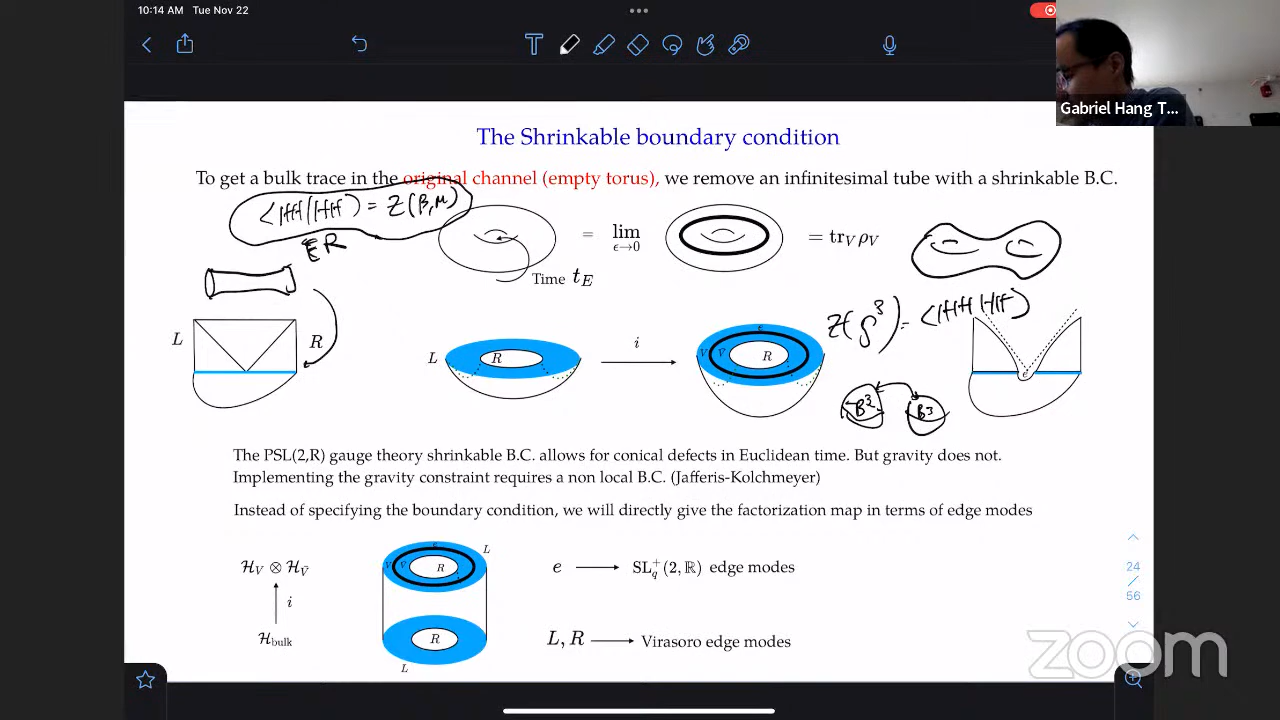 10:14 AM Tue Nov 22
Gabriel Hang T...
The Shrinkable boundary condition
To get a bulk trace in the original channel (empty torus), we remove an infinitesimal tube with a shrinkable B.C.
<HH|HH> = Z(β,μ)
ER
= lim ε→0
= tr_V ρ_V
Time t_E
Z(S³) = <HH|HH>
L R
L R i V V̄ e R
e
B³ B³
The PSL(2,R) gauge theory shrinkable B.C. allows for conical defects in Euclidean time. But gravity does not.
Implementing the gravity constraint requires a non local B.C. (Jafferis-Kolchmeyer)
Instead of specifying the boundary condition, we will directly give the factorization map in terms of edge modes
H_V ⊗ H_V̄
i
H_bulk
e L V V̄ R
R
L
e → SL_q^+(2, ℝ) edge modes
L, R → Virasoro edge modes
24
/
56
zoom